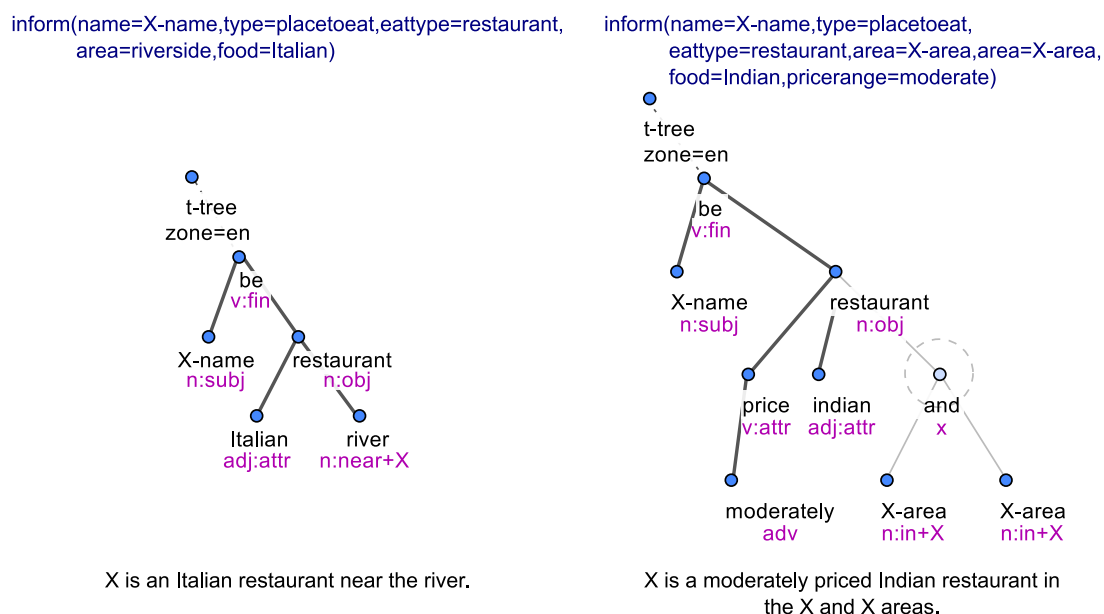 inform(name=X-name,type=placetoeat,eattype=restaurant,
area=riverside,food=Italian)
t-tree
zone=en
be
v:fin
X-name
n:subj
restaurant
n:obj
Italian
adj:attr
river
n:near+X
X is an Italian restaurant near the river.
inform(name=X-name,type=placetoeat,
eattype=restaurant,area=X-area,area=X-area,
food=Indian,pricerange=moderate)
t-tree
zone=en
be
v:fin
X-name
n:subj
restaurant
n:obj
price
v:attr
indian
adj:attr
and
x
moderately
adv
X-area
n:in+X
X-area
n:in+X
X is a moderately priced Indian restaurant in
the X and X areas.